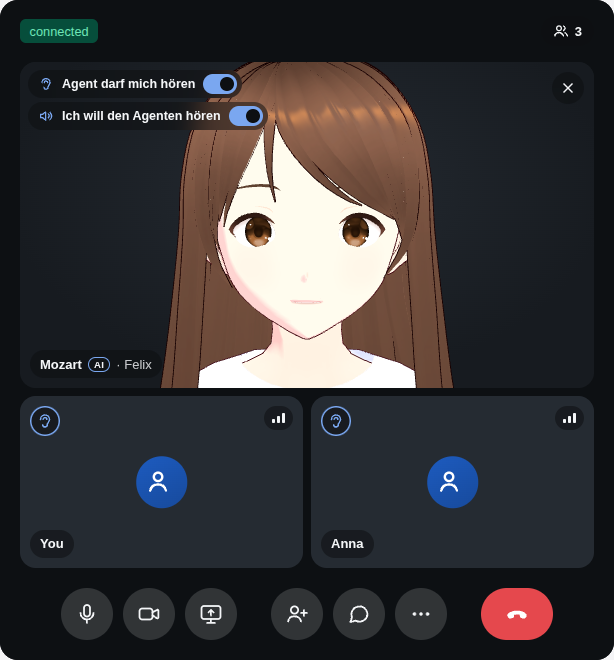 connected
3
Agent darf mich hören
Ich will den Agenten hören
Mozart AI · Felix
You
Anna